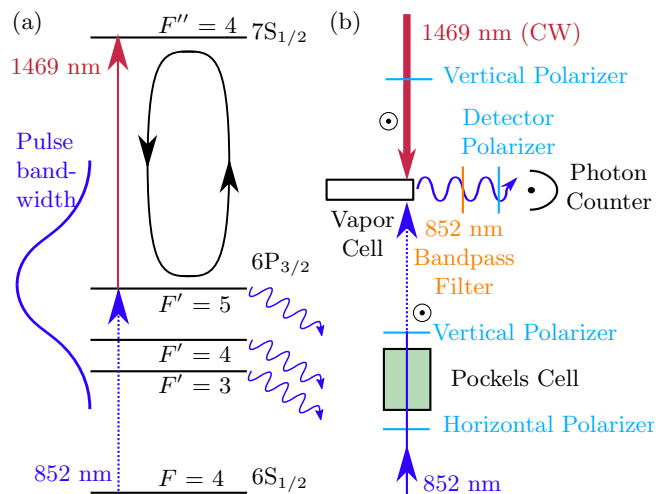 (a)
F'' = 4
7S1/2
1469 nm
Pulse
band-
width
6P3/2
F' = 5
F' = 4
F' = 3
852 nm
F = 4
6S1/2
(b)
1469 nm (CW)
Vertical Polarizer
Detector
Polarizer
Photon
Counter
Vapor
Cell
852 nm
Bandpass
Filter
Vertical Polarizer
Pockels Cell
Horizontal Polarizer
852 nm